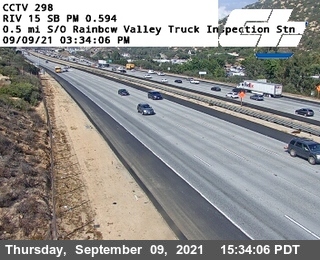 CCTV 298
RIV 15 SB PM 0.594
0.5 mi S/O Rainbcw Valley Truck Inspection Stn
09/09/21 03:34:06 PM
Thursday, September 09, 2021 15:34:06 PDT